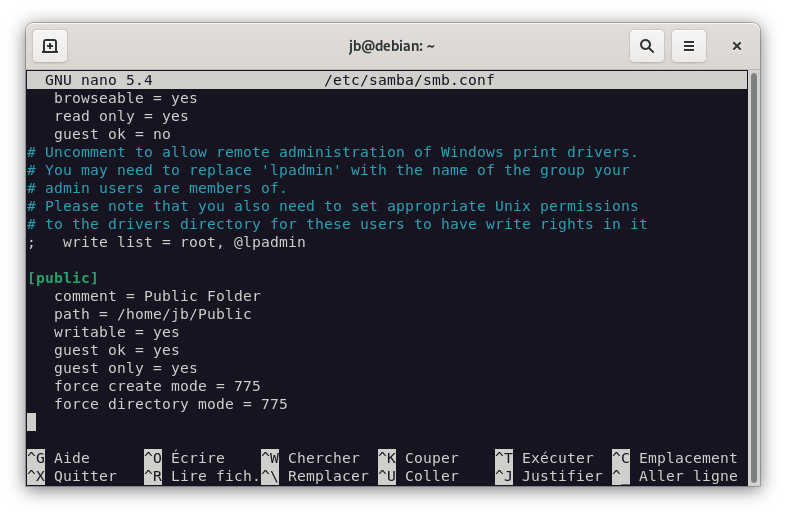 jb@debian: ~
GNU nano 5.4 /etc/samba/smb.conf
browseable = yes
read only = yes
guest ok = no
# Uncomment to allow remote administration of Windows print drivers.
# You may need to replace 'lpadmin' with the name of the group your
# admin users are members of.
# Please note that you also need to set appropriate Unix permissions
# to the drivers directory for these users to have write rights in it
;   write list = root, @lpadmin
[public]
comment = Public Folder
path = /home/jb/Public
writable = yes
guest ok = yes
guest only = yes
force create mode = 775
force directory mode = 775
^G Aide ^O Écrire ^W Chercher ^K Couper ^T Exécuter ^C Emplacement
^X Quitter ^R Lire fich. ^\ Remplacer ^U Coller ^J Justifier ^_ Aller ligne